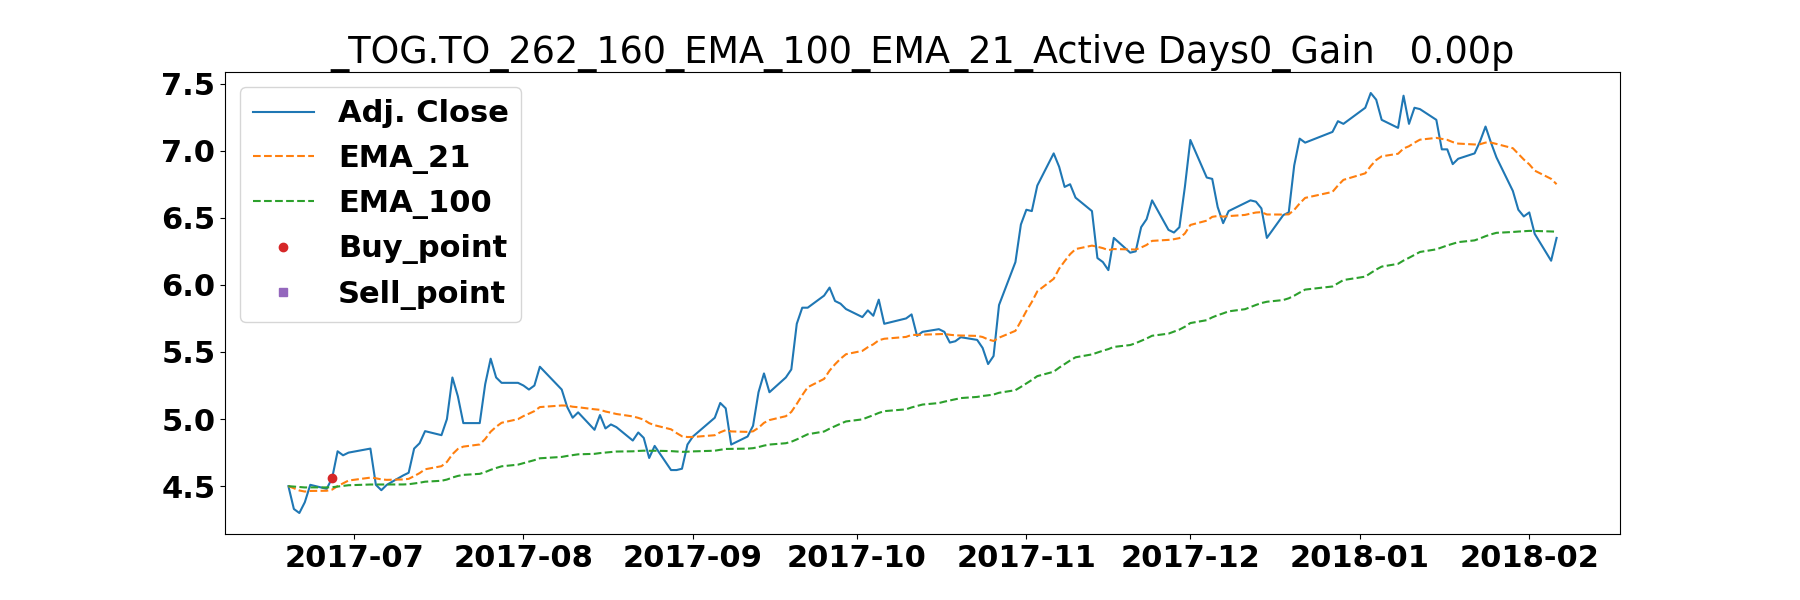 _TOG.TO_262_160_EMA_100_EMA_21_Active Days0_Gain   0.00p
7.5
7.0
6.5
6.0
5.5
5.0
4.5
Adj. Close
EMA_21
EMA_100
Buy_point
Sell_point
2017-07 2017-08 2017-09 2017-10 2017-11 2017-12 2018-01 2018-02